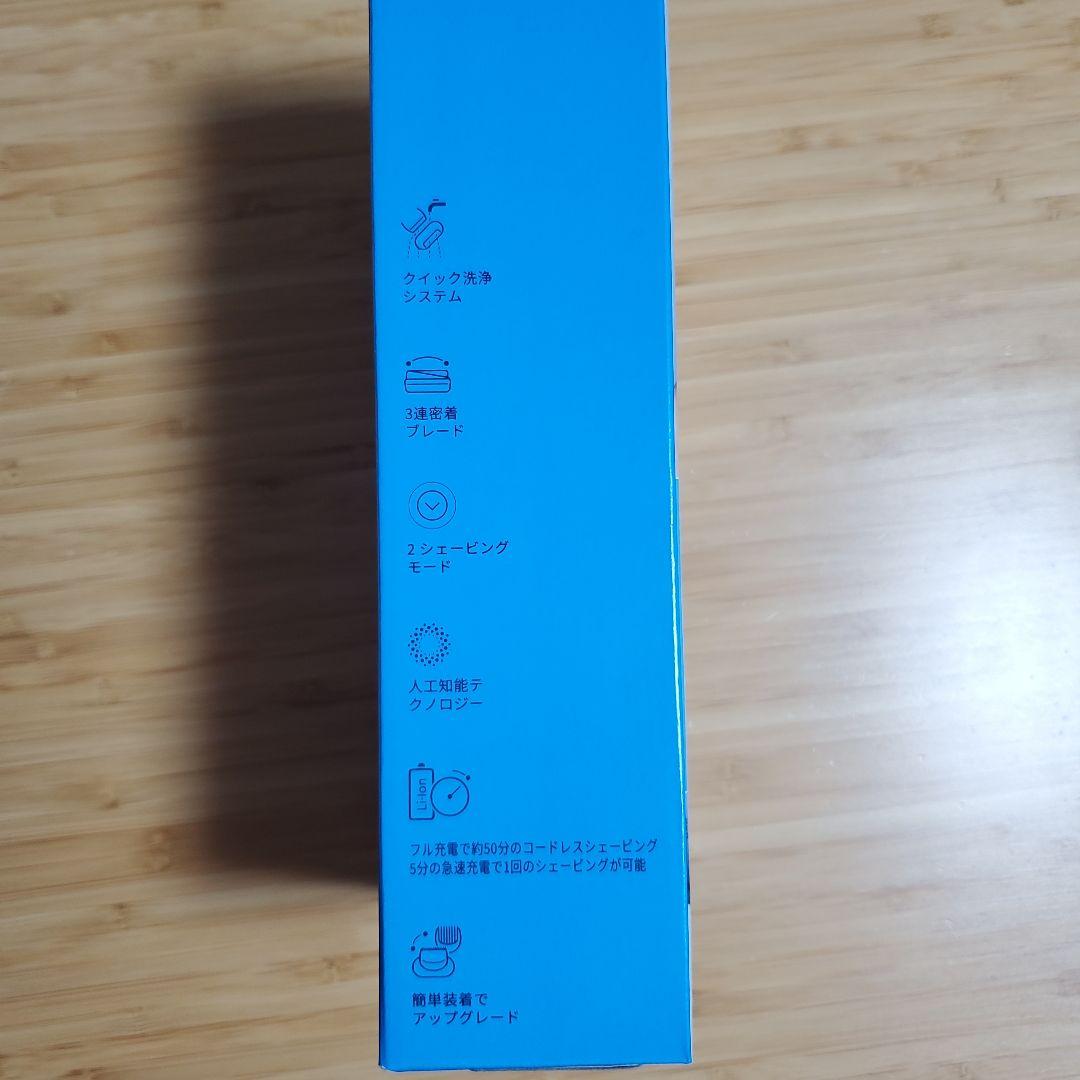 クイック洗浄
システム
3連密着
ブレード
2 シェービング
モード
人工知能テ
クノロジー
Li-Ion
フル充電で約50分のコードレスシェービング
5分の急速充電で1回のシェービングが可能
簡単装着で
アップグレード